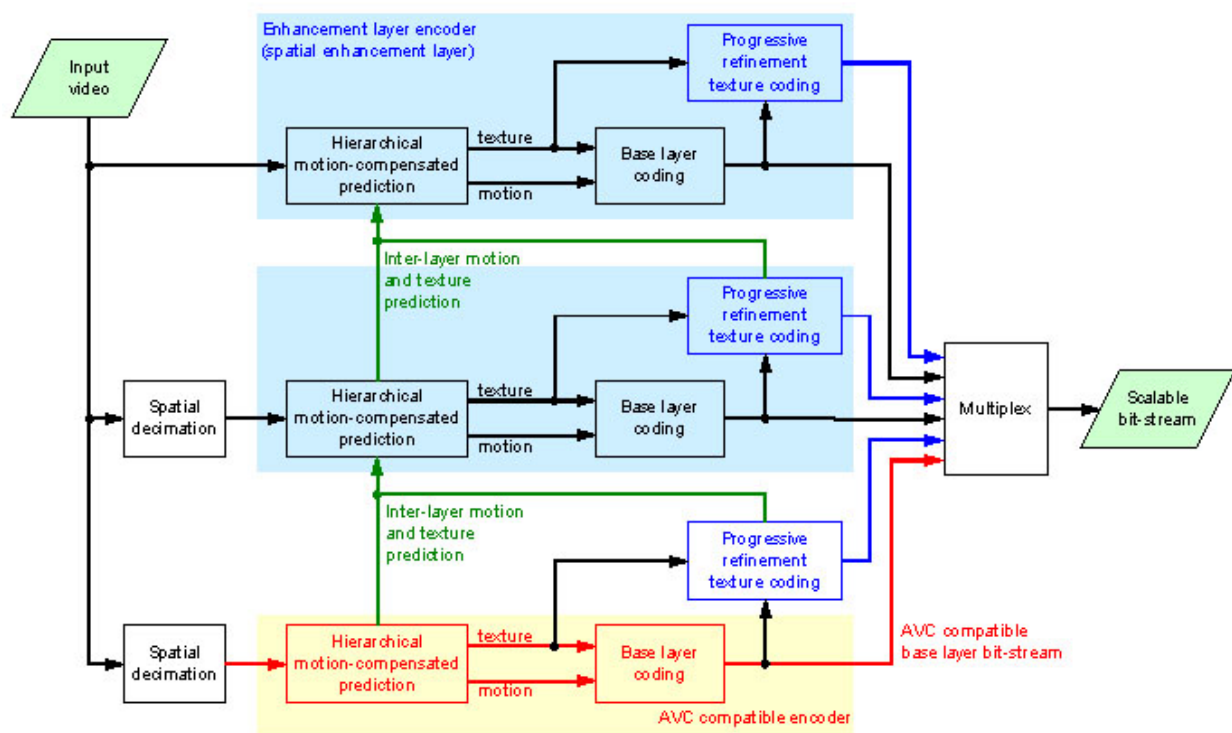 Enhancement layer encoder
(spatial enhancement layer)
Progressive
refinement
texture coding
Input
video
Hierarchical
motion-compensated
prediction
texture
motion
Base layer
coding
Inter-layer motion
and texture
prediction
Progressive
refinement
texture coding
Spatial
decimation
Hierarchical
motion-compensated
prediction
texture
motion
Base layer
coding
Multiplex
Scalable
bit-stream
Inter-layer motion
and texture
prediction
Progressive
refinement
texture coding
Spatial
decimation
Hierarchical
motion-compensated
prediction
texture
motion
Base layer
coding
AVC compatible
base layer bit-stream
AVC compatible encoder